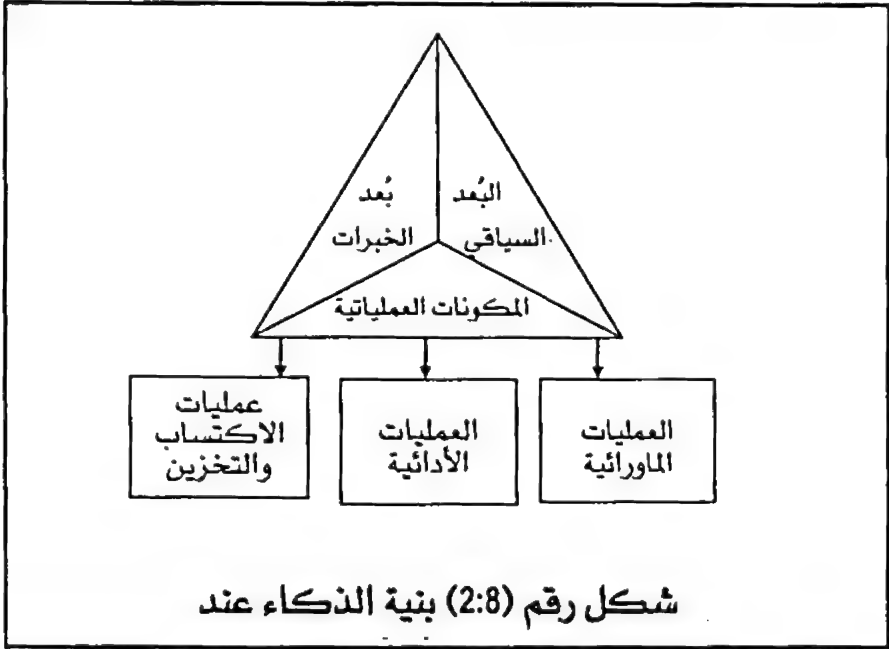 البُعد
السياقي
بُعد
الخبرات
المكونات العملياتية
العمليات
الماورائية
العمليات
الأدائية
عمليات
الاكتساب
والتخزين
شكل رقم (2:8) بنية الذكاء عند